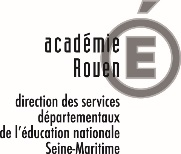 académie
Rouen
É
direction des services
départementaux
de l'éducation nationale
Seine-Maritime